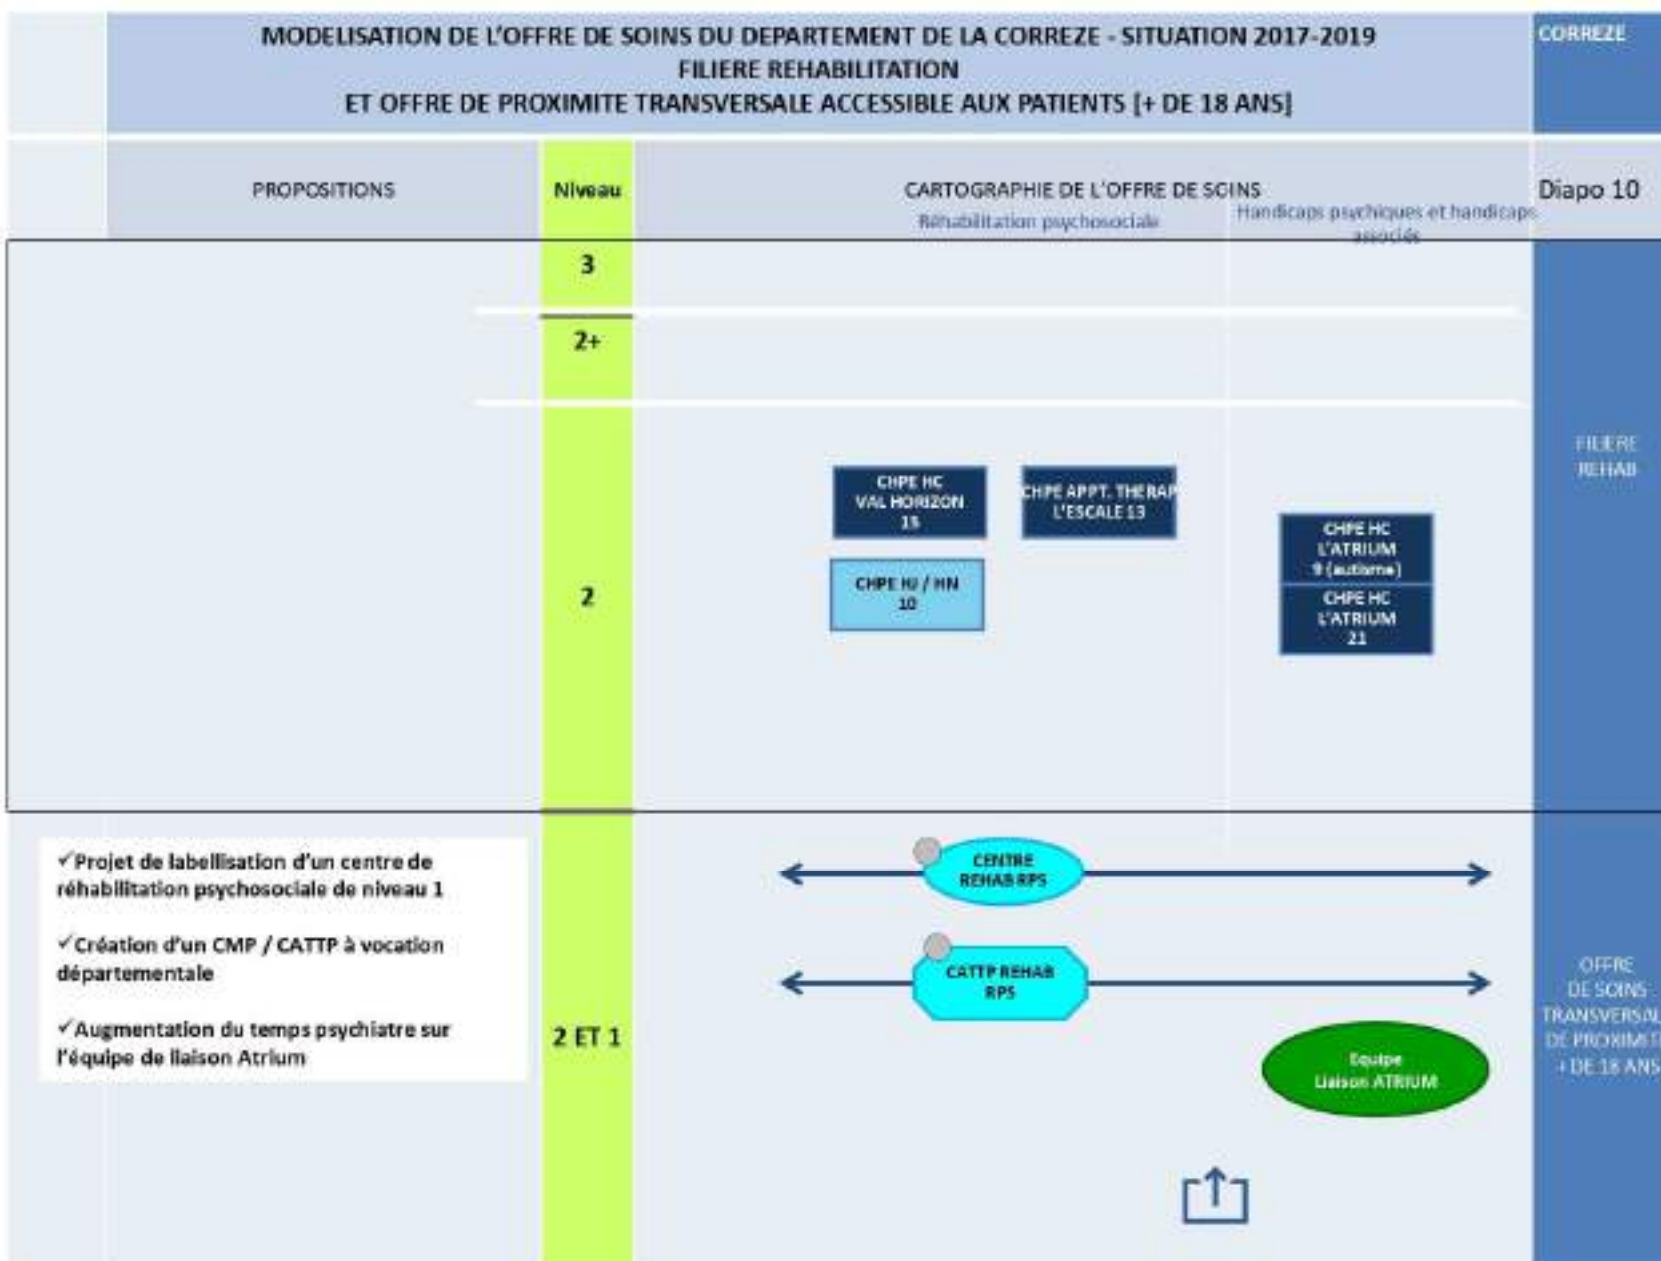 MODELISATION DE L'OFFRE DE SOINS DU DEPARTEMENT DE LA CORREZE - SITUATION 2017-2019
FILIERE REHABILITATION
ET OFFRE DE PROXIMITE TRANSVERSALE ACCESSIBLE AUX PATIENTS [+ DE 18 ANS]
CORREZE
PROPOSITIONS
Niveau
CARTOGRAPHIE DE L'OFFRE DE SOINS
Diapo 10
Réhabilitation psychosociale
Handicaps psychiques et handicaps
associés
3
2+
2
FILIERE
REHAB
CHPE HC
VAL HORIZON
15
CHPE APPT. THERAP
L'ESCALE 13
CHPE HJ / HN
10
CHPE HC
L'ATRIUM
9 (autisme)
CHPE HC
L'ATRIUM
21
✓Projet de labellisation d'un centre de
réhabilitation psychosociale de niveau 1
✓Création d'un CMP / CATTP à vocation
départementale
✓Augmentation du temps psychiatre sur
l'équipe de liaison Atrium
2 ET 1
CENTRE
REHAB RPS
CATTP REHAB
RPS
Equipe
Liaison ATRIUM
OFFRE
DE SOINS
TRANSVERSAL
DE PROXIMITE
+ DE 18 ANS